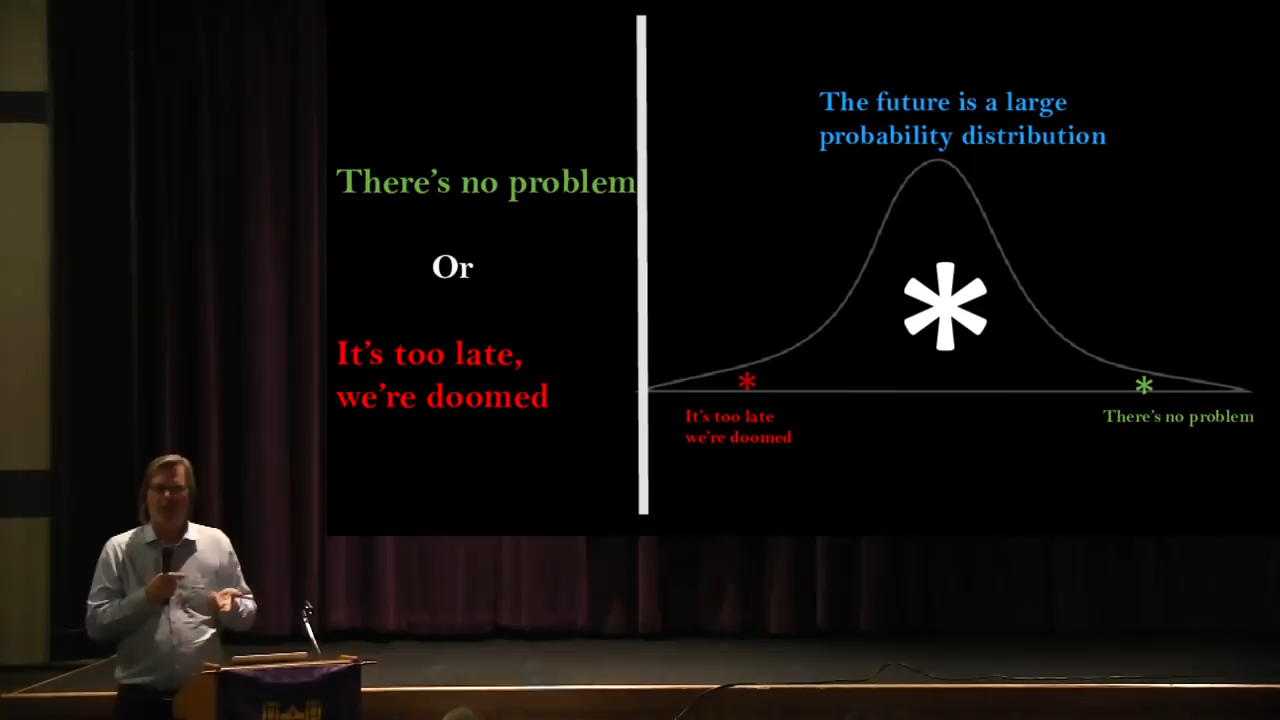 There's no problem
Or
It's too late,
we're doomed
The future is a large
probability distribution
*
*
*
It's too late
we're doomed
There's no problem